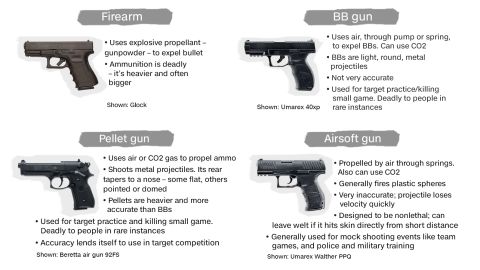 Firearm
• Uses explosive propellant –
gunpowder – to expel bullet
• Ammunition is deadly
– it's heavier and often
bigger
Shown: Glock
BB gun
• Uses air, through pump or spring,
to expel BBs. Can use CO2
• BBs are light, round, metal
projectiles
• Not very accurate
• Used for target practice/killing
small game. Deadly to people in
rare instances
Shown: Umarex 40xp
Pellet gun
• Uses air or CO2 gas to propel ammo
• Shoots metal projectiles. Its rear
tapers to a nose – some flat, others
pointed or domed
• Pellets are heavier and more
accurate than BBs
• Used for target practice and killing small game.
Deadly to people in rare instances
• Accuracy lends itself to use in target competition
Shown: Beretta air gun 92FS
Airsoft gun
• Propelled by air through springs.
Also can use CO2
• Generally fires plastic spheres
• Very inaccurate; projectile loses
velocity quickly
• Designed to be nonlethal; can
leave welt if it hits skin directly from short distance
• Generally used for mock shooting events like team
games, and police and military training
Shown: Umarex Walther PPQ